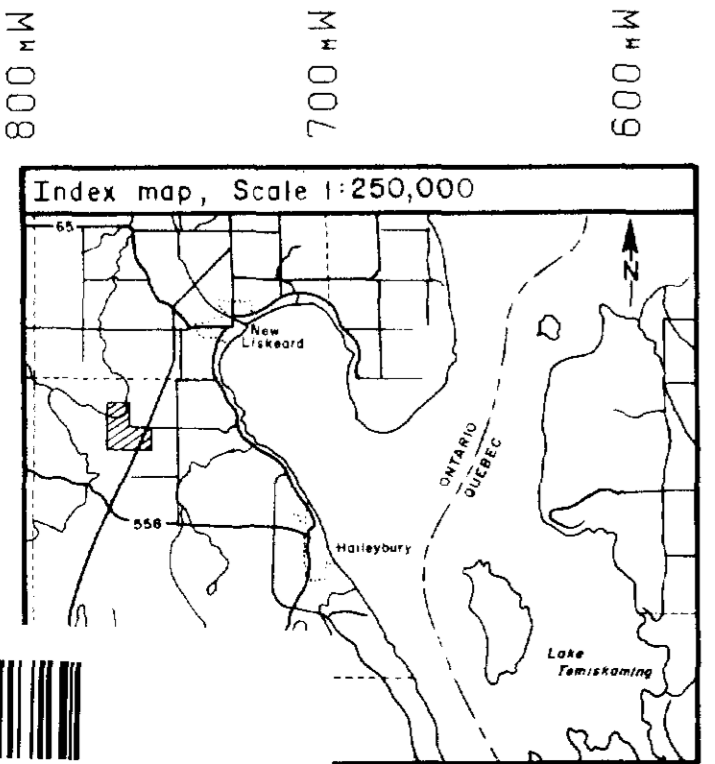 800 MW
700 MW
600 MW
Index map, Scale 1:250,000
65
N
New
Liskeard
ONTARIO
QUEBEC
558
Haileybury
Lake
Temiskaming